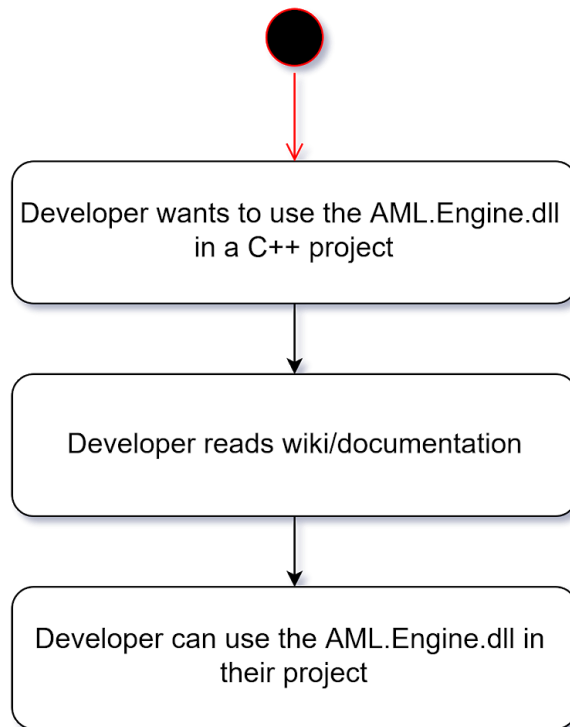 Developer wants to use the AML.Engine.dll
in a C++ project
Developer reads wiki/documentation
Developer can use the AML.Engine.dll in
their project